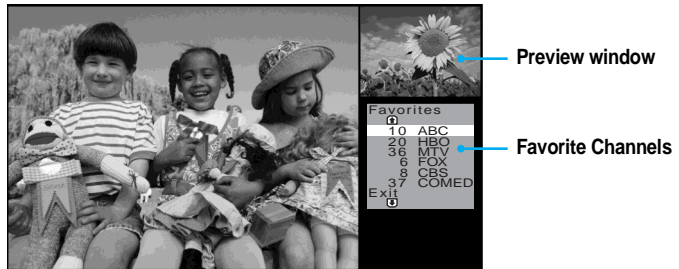 Preview window
Favorites
10 ABC
20 HBO
36 MTV
6 FOX
8 CBS
37 COMED
Exit
Favorite Channels